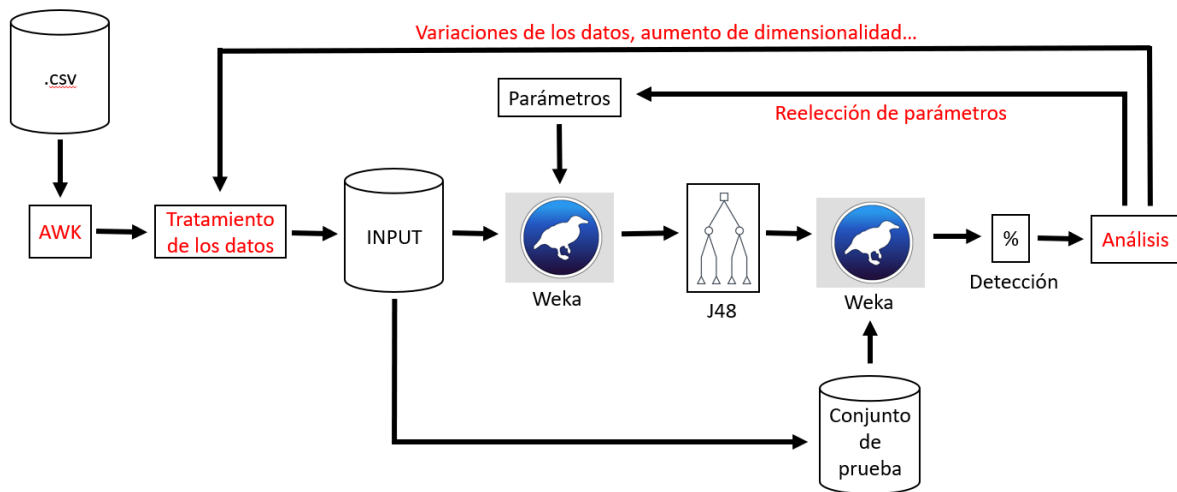 Variaciones de los datos, aumento de dimensionalidad...
.csv
Parámetros
Reelección de parámetros
AWK
Tratamiento
de los datos
INPUT
Weka
J48
Weka
%
Detección
Análisis
Conjunto
de
prueba